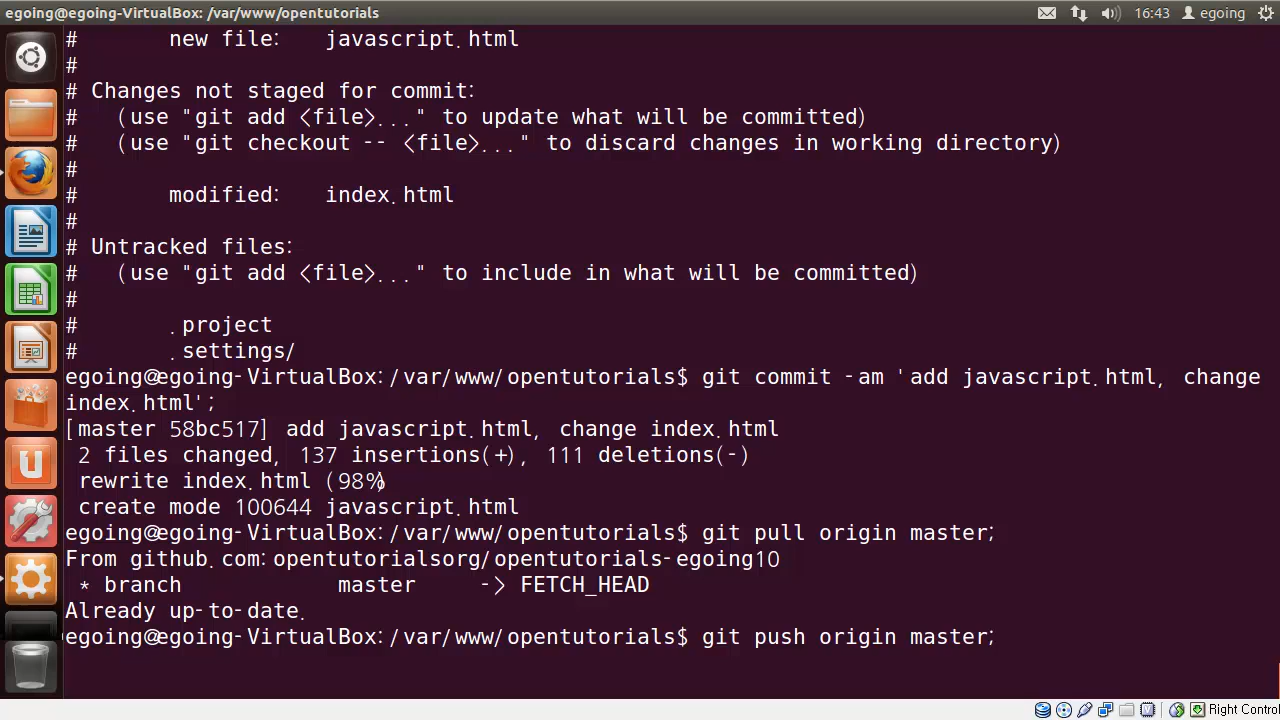 egoing@egoing-VirtualBox: /var/www/opentutorials
16:43
egoing
#       new file:   javascript.html
#
# Changes not staged for commit:
#   (use "git add <file>..." to update what will be committed)
#   (use "git checkout -- <file>..." to discard changes in working directory)
#
#       modified:   index.html
#
# Untracked files:
#   (use "git add <file>..." to include in what will be committed)
#
#       .project
#       .settings/
egoing@egoing-VirtualBox:/var/www/opentutorials$ git commit -am 'add javascript.html, change
index.html';
[master 58bc517] add javascript.html, change index.html
 2 files changed, 137 insertions(+), 111 deletions(-)
 rewrite index.html (98%)
 create mode 100644 javascript.html
egoing@egoing-VirtualBox:/var/www/opentutorials$ git pull origin master;
From github.com:opentutorialsorg/opentutorials-egoing10
 * branch            master     -> FETCH_HEAD
Already up-to-date.
egoing@egoing-VirtualBox:/var/www/opentutorials$ git push origin master;
Right Control